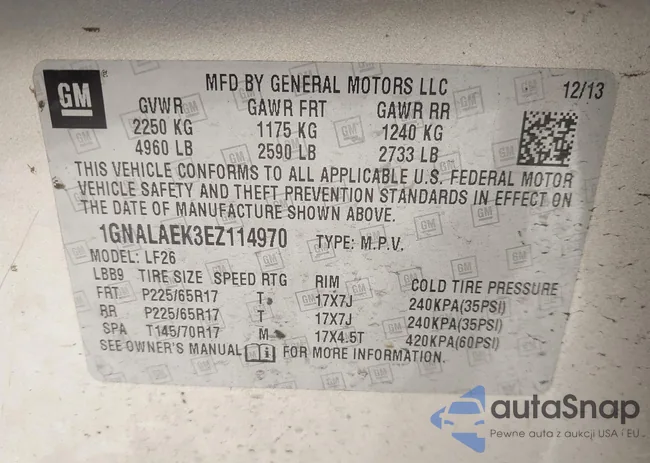 GM
MFD BY GENERAL MOTORS LLC 12/13
GVWR GAWR FRT GAWR RR
2250 KG 1175 KG 1240 KG
4960 LB 2590 LB 2733 LB
THIS VEHICLE CONFORMS TO ALL APPLICABLE U.S. FEDERAL MOTOR
VEHICLE SAFETY AND THEFT PREVENTION STANDARDS IN EFFECT ON
THE DATE OF MANUFACTURE SHOWN ABOVE.
1GNALAEK3EZ114970 TYPE: M.P.V.
MODEL: LF26
LBB9 TIRE SIZE SPEED RTG RIM COLD TIRE PRESSURE
FRT P225/65R17 T 17X7J 240KPA(35PSI)
RR P225/65R17 T 17X7J 240KPA(35PSI)
SPA T145/70R17 M 17X4.5T 420KPA(60PSI)
SEE OWNER'S MANUAL FOR MORE INFORMATION.
autaSnap
Pewne auta z aukcji USA i EU